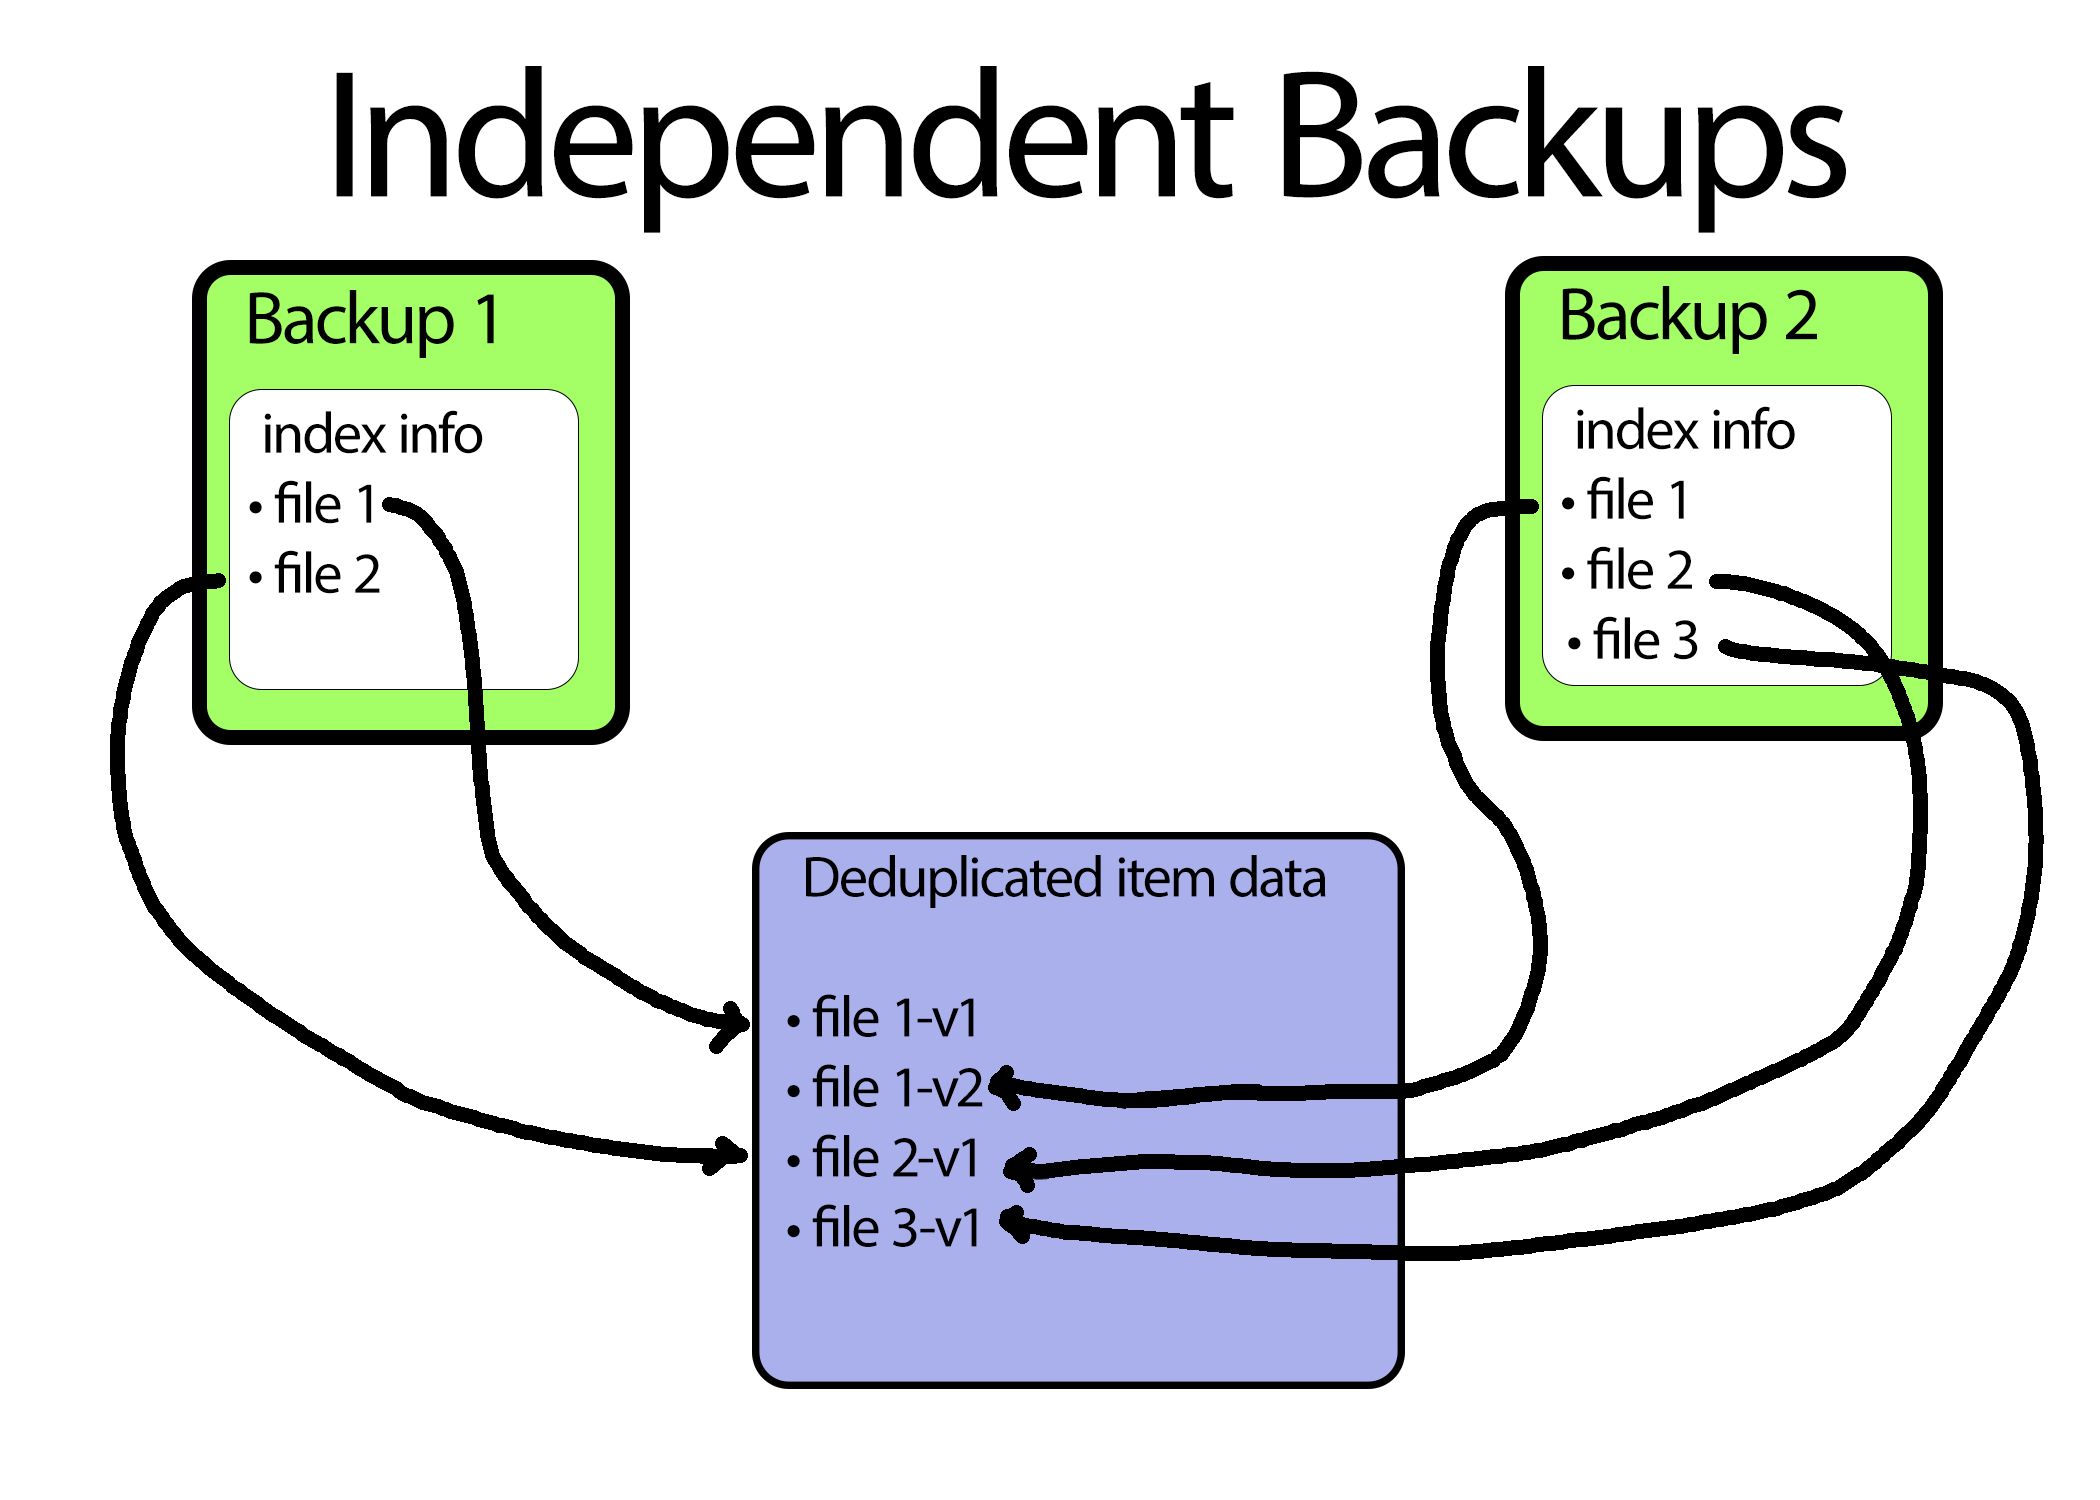 Independent Backups
Backup 1
index info
• file 1
• file 2
Backup 2
index info
• file 1
• file 2
• file 3
Deduplicated item data
• file 1-v1
• file 1-v2
• file 2-v1
• file 3-v1